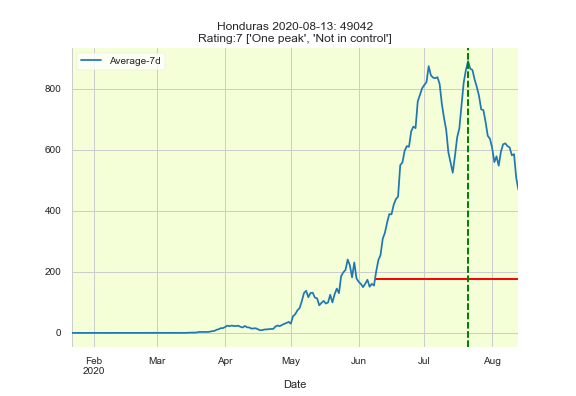 Honduras 2020-08-13: 49042
Rating:7 ['One peak', 'Not in control']
Average-7d
800
600
400
200
0
Feb
2020
Mar
Apr
May
Jun
Jul
Aug
Date